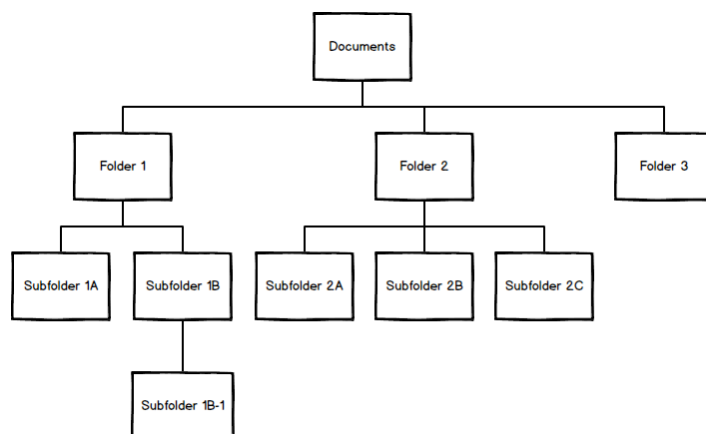 Documents
Folder 1
Folder 2
Folder 3
Subfolder 1A
Subfolder 1B
Subfolder 2A
Subfolder 2B
Subfolder 2C
Subfolder 1B-1